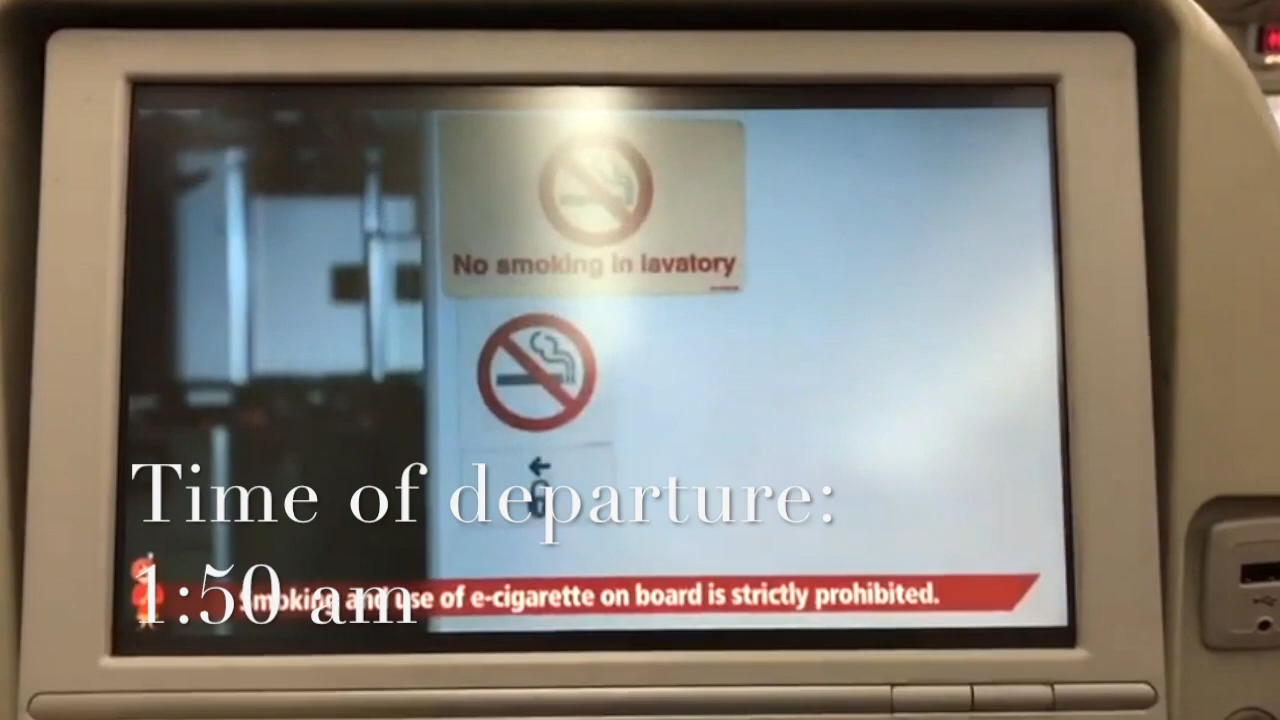 No smoking in lavatory
Time of departure:
1:50 am
Smoking and use of e-cigarette on board is strictly prohibited.